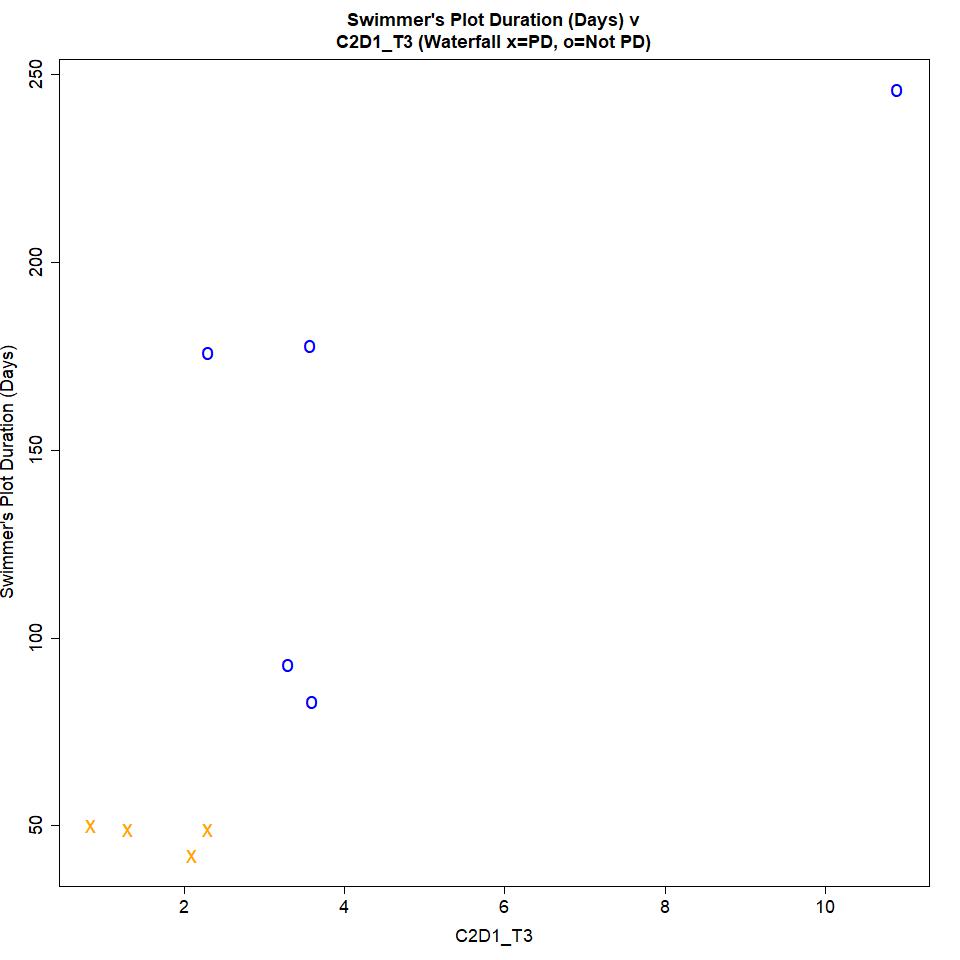 Swimmer's Plot Duration (Days) v
C2D1_T3 (Waterfall x=PD, o=Not PD)
Swimmer's Plot Duration (Days)
250
200
150
100
50
O
O
O
O
O
X
X
X
X
2
4
6
8
10
C2D1_T3